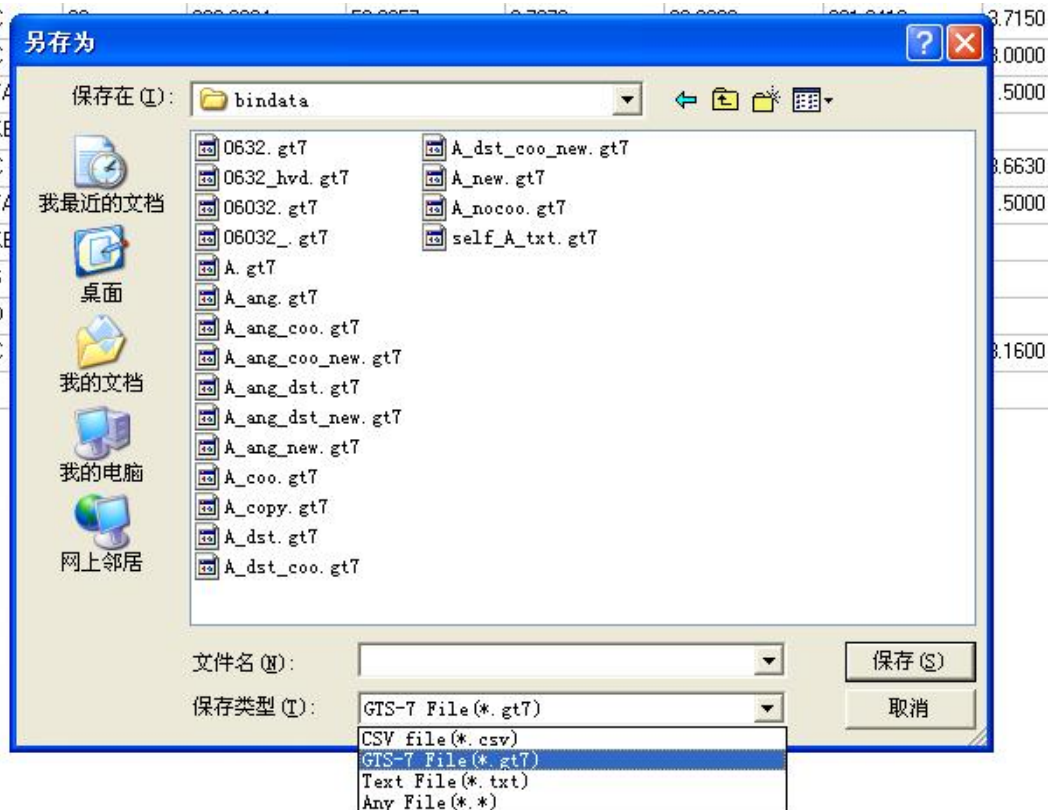 另存为
保存在(I):
bindata
0632.gt7
0632_hvd.gt7
06032.gt7
06032_.gt7
A.gt7
A_ang.gt7
A_ang_coo.gt7
A_ang_coo_new.gt7
A_ang_dst.gt7
A_ang_dst_new.gt7
A_ang_new.gt7
A_coo.gt7
A_copy.gt7
A_dst.gt7
A_dst_coo.gt7
A_dst_coo_new.gt7
A_new.gt7
A_nocoo.gt7
self_A_txt.gt7
我最近的文档
桌面
我的文档
我的电脑
网上邻居
文件名(N):
保存(S)
保存类型(T):
GTS-7 File(*.gt7)
取消
CSV file(*.csv)
GTS-7 File(*.gt7)
Text File(*.txt)
Any File(*.*)
3.7150
.0000
.5000
.6630
.5000
3.1600